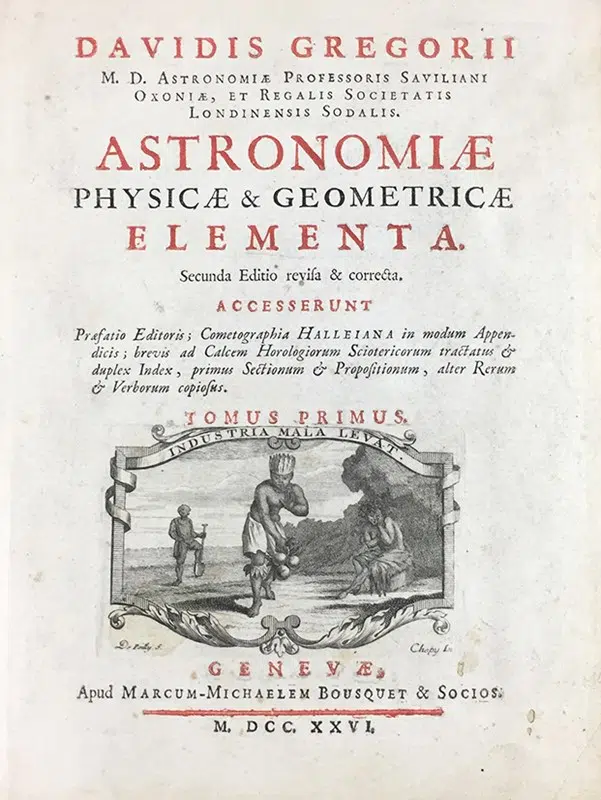 DAVIDIS GREGORII
M. D. ASTRONOMIÆ PROFESSORIS SAVILIANI
OXONIÆ, ET REGALIS SOCIETATIS
LONDINENSIS SODALIS.
ASTRONOMIÆ
PHYSICÆ & GEOMETRICÆ
ELEMENTA.
Secunda Editio reviſa & correcta.
ACCESSERUNT
Præfatio Editoris; Cometographia HALLEIANA in modum Appen-
dicis; brevis ad Calcem Horologiorum Sciotericorum tractatus &
duplex Index, primus Sectionum & Propoſitionum, alter Rerum
& Verborum copioſus.
TOMUS PRIMUS.
INDUSTRIA MALA LEVAT.
Chopy In
GENEVÆ,
Apud MARCUM-MICHAELEM BOUSQUET & SOCIOS.
M. DCC. XXVI.